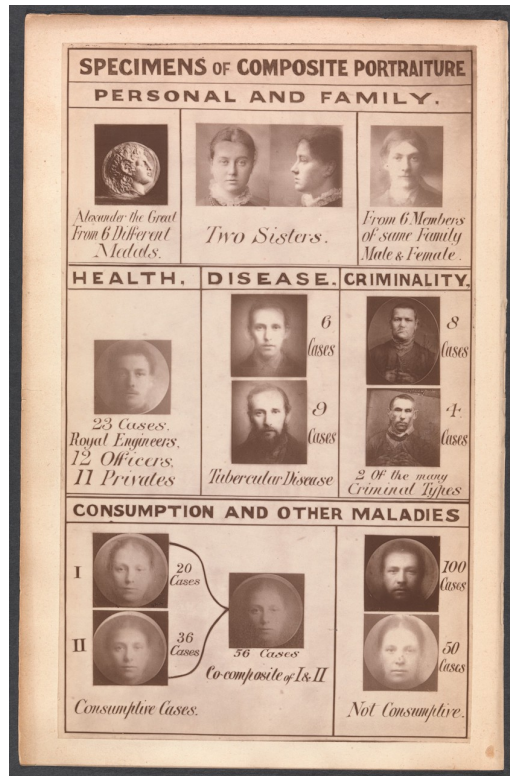 SPECIMENS OF COMPOSITE PORTRAITURE
PERSONAL AND FAMILY.
Alexander the Great
From 6 Different
Medals.
Two Sisters.
From 6 Members
of same Family
Male & Female.
HEALTH.
23 Cases.
Royal Engineers,
12 Officers,
11 Privates
DISEASE.
6
Cases
9
Cases
Tubercular Disease
CRIMINALITY.
8
Cases
4
Cases
2 Of the many
Criminal Types
CONSUMPTION AND OTHER MALADIES
I
20
Cases
II
36
Cases
Consumptive Cases.
56 Cases
Co-composite of I & II
100
Cases
50
Cases
Not Consumptive.